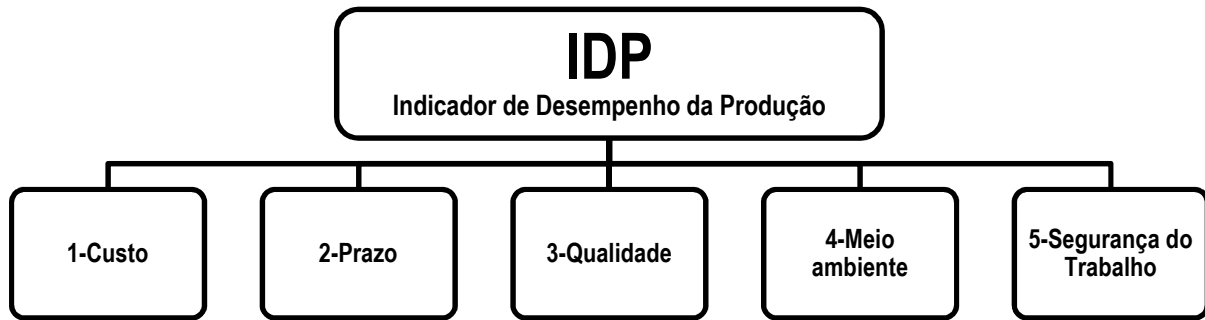 IDP
Indicador de Desempenho da Produção
1-Custo
2-Prazo
3-Qualidade
4-Meio
ambiente
5-Segurança do
Trabalho